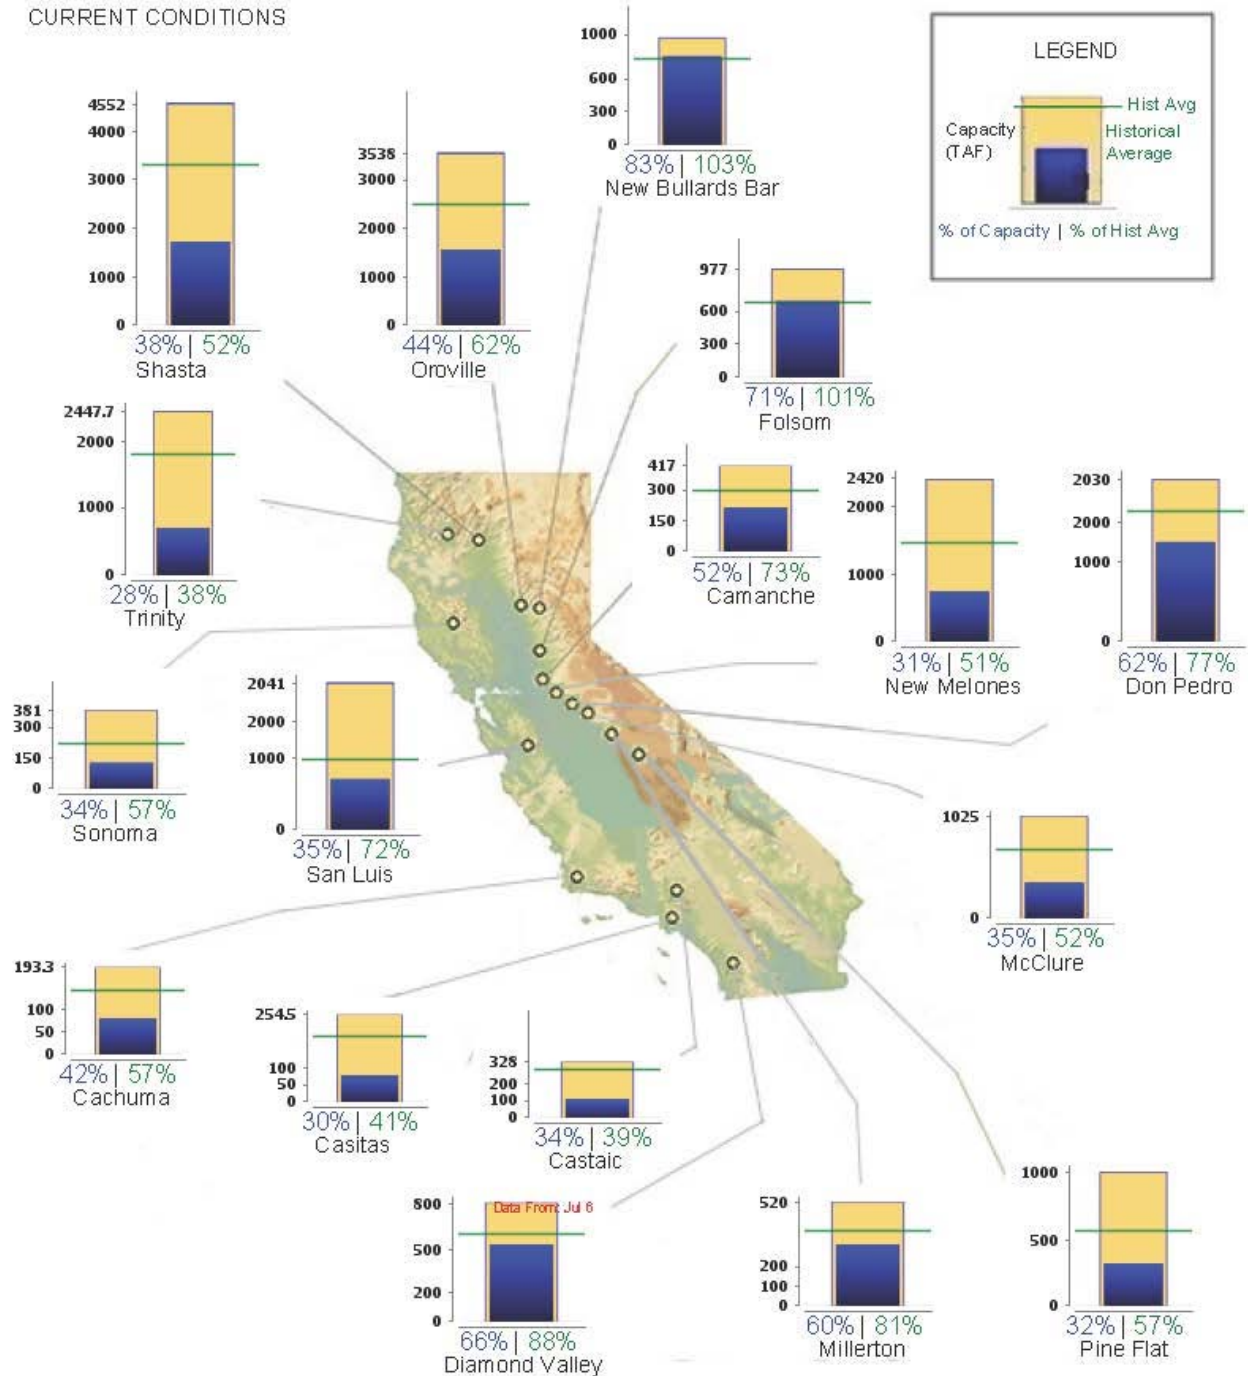 CURRENT CONDITIONS
LEGEND
Hist Avg
Capacity (TAF)
Historical Average
% of Capacity | % of Hist Avg
1000
600
300
0
83% | 103%
New Bullards Bar
4552
4000
3000
2000
1000
0
38% | 52%
Shasta
3538
3000
2000
1000
0
44% | 62%
Oroville
977
600
300
0
71% | 101%
Folsom
2447.7
2000
1000
0
28% | 38%
Trinity
417
300
150
0
52% | 73%
Camanche
2420
2000
1000
0
31% | 51%
New Melones
2030
2000
1000
0
62% | 77%
Don Pedro
381
300
150
0
34% | 57%
Sonoma
2041
2000
1000
0
35% | 72%
San Luis
1025
0
35% | 52%
McClure
193.3
100
50
0
42% | 57%
Cachuma
254.5
100
50
0
30% | 41%
Casitas
328
200
100
0
34% | 39%
Castaic
800
Data From: Jul 6
500
200
0
66% | 88%
Diamond Valley
520
200
100
0
60% | 81%
Millerton
1000
500
0
32% | 57%
Pine Flat